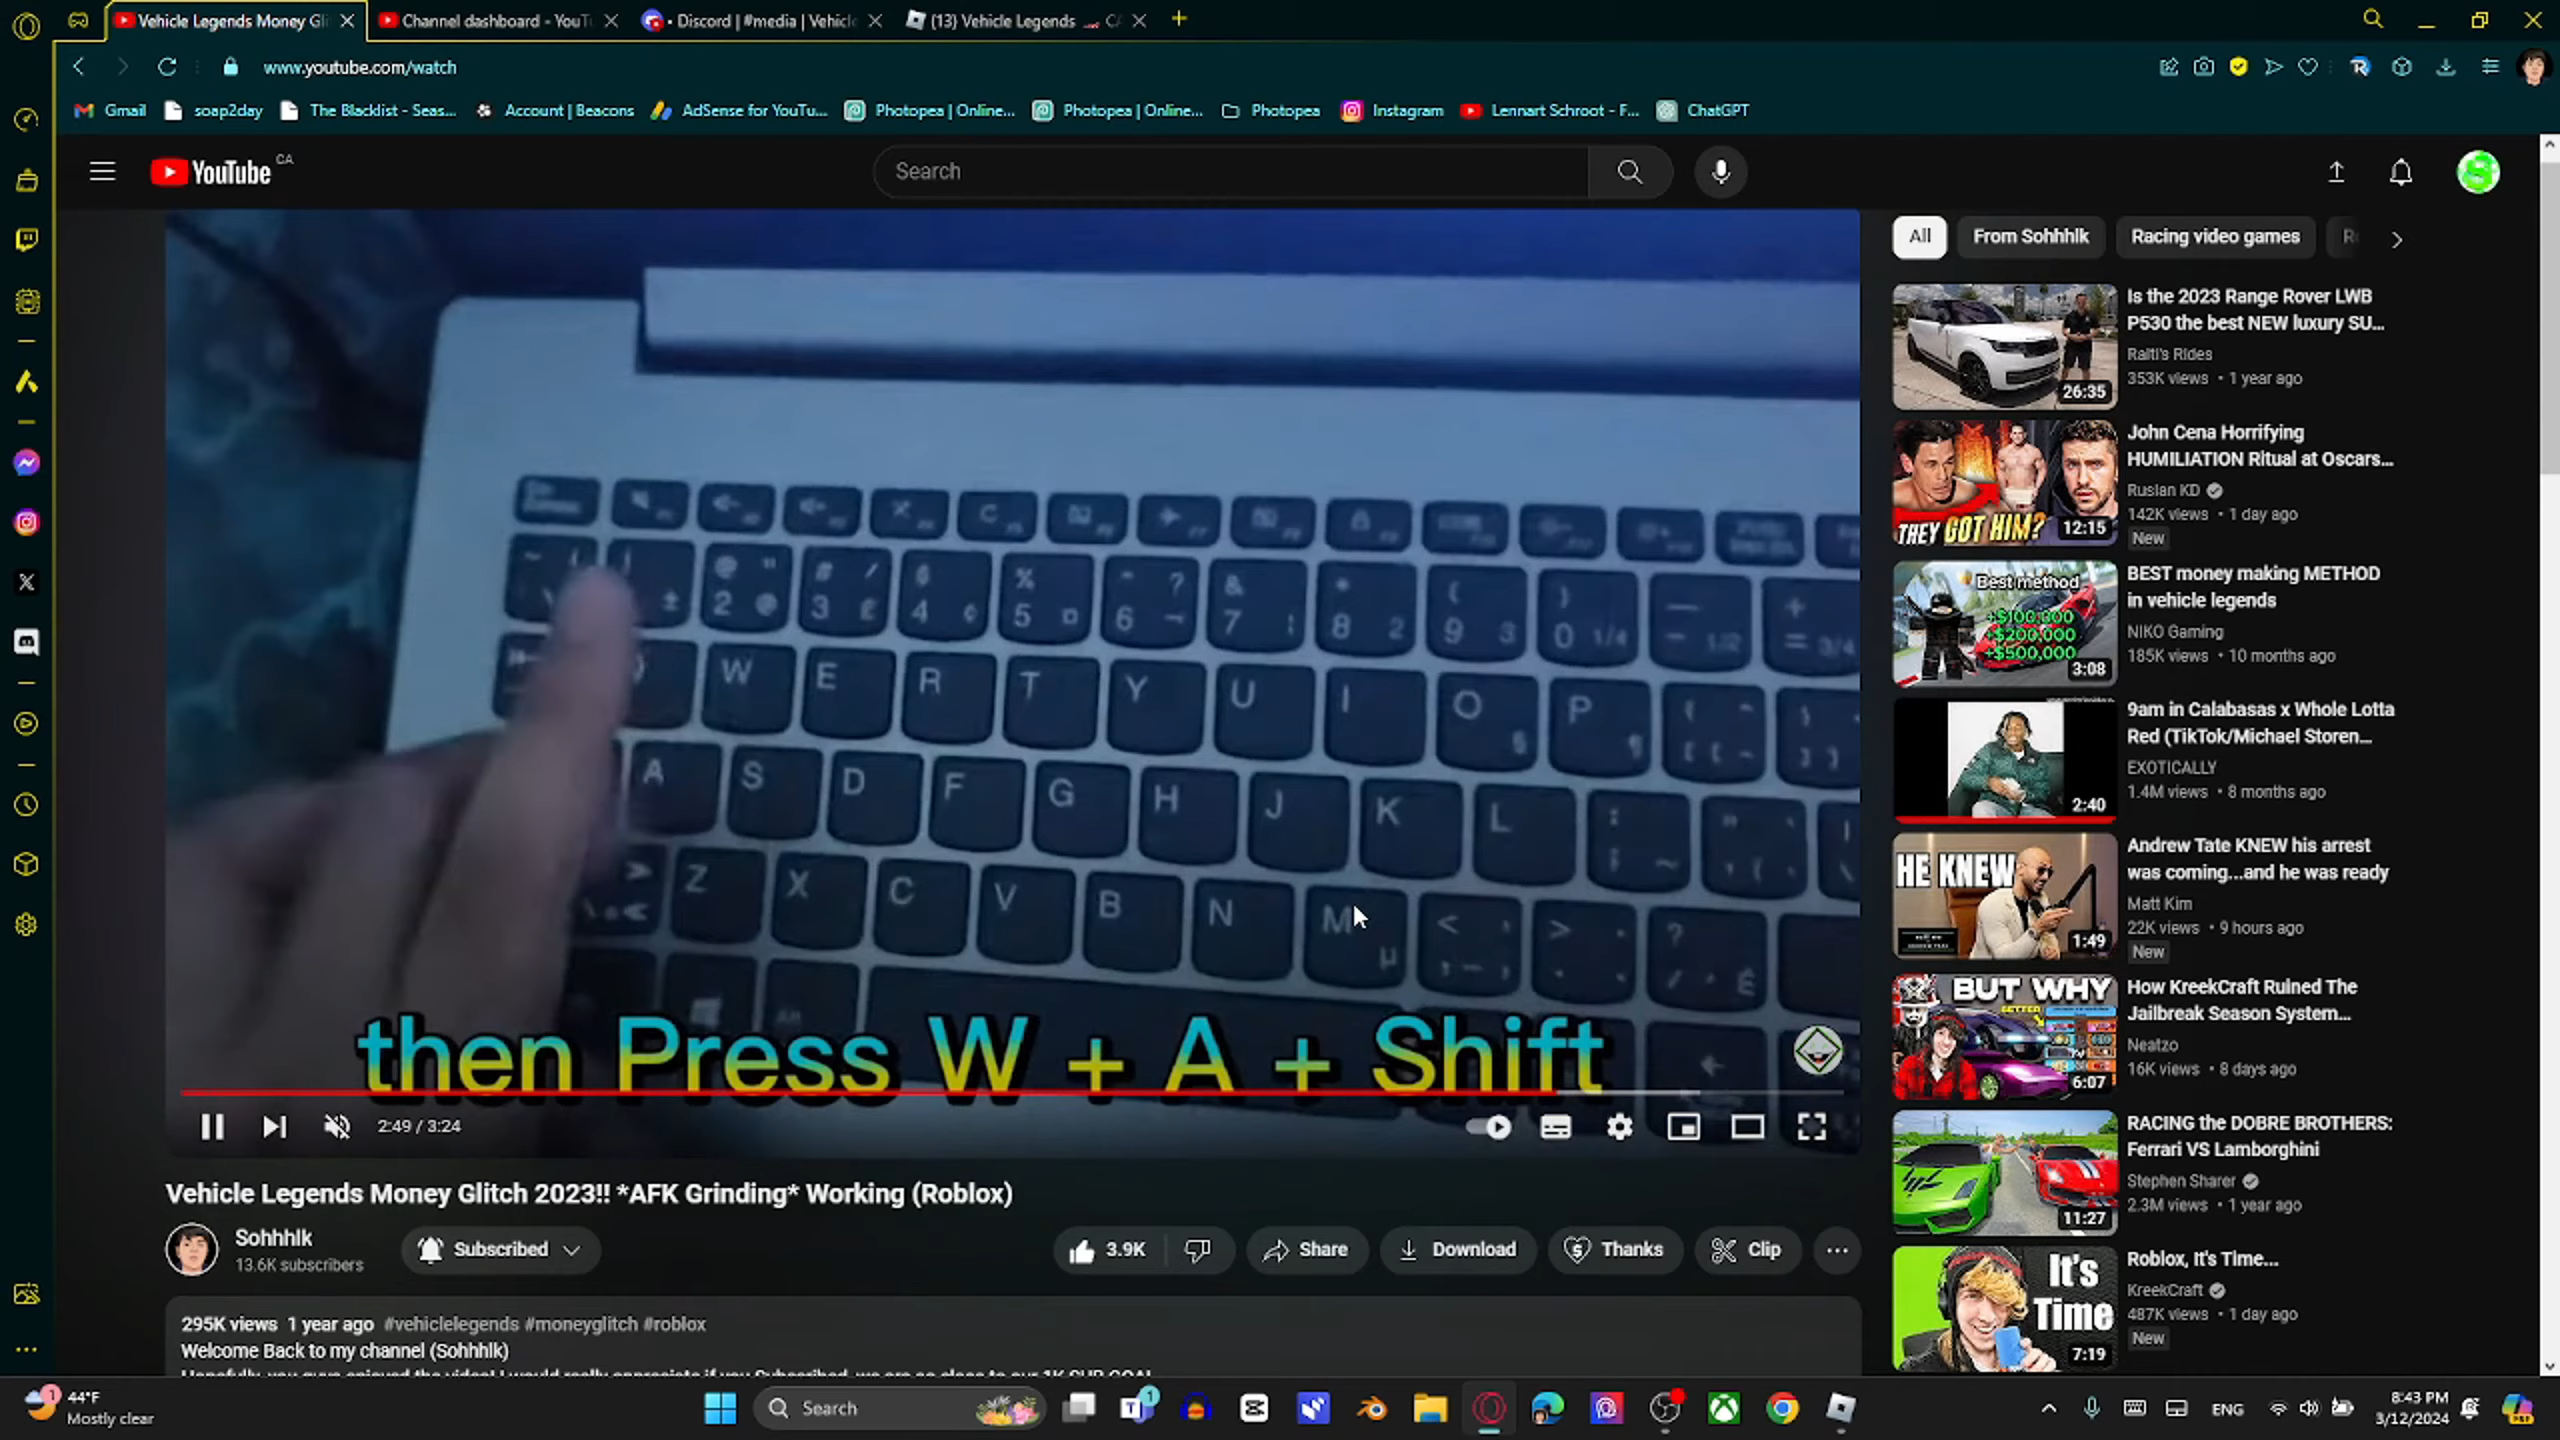 Vehicle Legends Money Gli
Channel dashboard - YouT
Discord | #media | Vehicle
(13) Vehicle Legends
www.youtube.com/watch
Gmail
soap2day
The Blacklist - Seas...
Account | Beacons
AdSense for YouTu...
Photopea | Online...
Photopea | Online...
Photopea
Instagram
Lennart Schroot - F...
ChatGPT
YouTube CA
Search
All
From Sohhhlk
Racing video games
2 3 4 5 6 7 8 9 0
W E R T Y U I O P
A S D F G H J K L
Z X C V B N M
then Press W + A + Shift
2:49 / 3:24
Vehicle Legends Money Glitch 2023!! *AFK Grinding* Working (Roblox)
Sohhhlk
13.6K subscribers
Subscribed
3.9K
Share
Download
Thanks
Clip
295K views 1 year ago #vehiclelegends #moneyglitch #roblox
Welcome Back to my channel (Sohhhlk)
Is the 2023 Range Rover LWB
P530 the best NEW luxury SU...
Raiti's Rides
353K views • 1 year ago
26:35
THEY GOT HIM?
12:15
John Cena Horrifying
HUMILIATION Ritual at Oscars...
Ruslan KD
142K views • 1 day ago
New
Best method
+$100,000
+$200,000
+$500,000
3:08
BEST money making METHOD
in vehicle legends
NIKO Gaming
185K views • 10 months ago
2:40
9am in Calabasas x Whole Lotta
Red (TikTok/Michael Storen...
EXOTICALLY
1.4M views • 8 months ago
HE KNEW
1:49
Andrew Tate KNEW his arrest
was coming...and he was ready
Matt Kim
22K views • 9 hours ago
New
BUT WHY
BETTER
6:07
How KreekCraft Ruined The
Jailbreak Season System...
Neatzo
16K views • 8 days ago
11:27
RACING the DOBRE BROTHERS:
Ferrari VS Lamborghini
Stephen Sharer
2.3M views • 1 year ago
It's
Time
7:19
Roblox, It's Time...
KreekCraft
487K views • 1 day ago
New
1
44°F
Mostly clear
Search
1
ENG
8:43 PM
3/12/2024